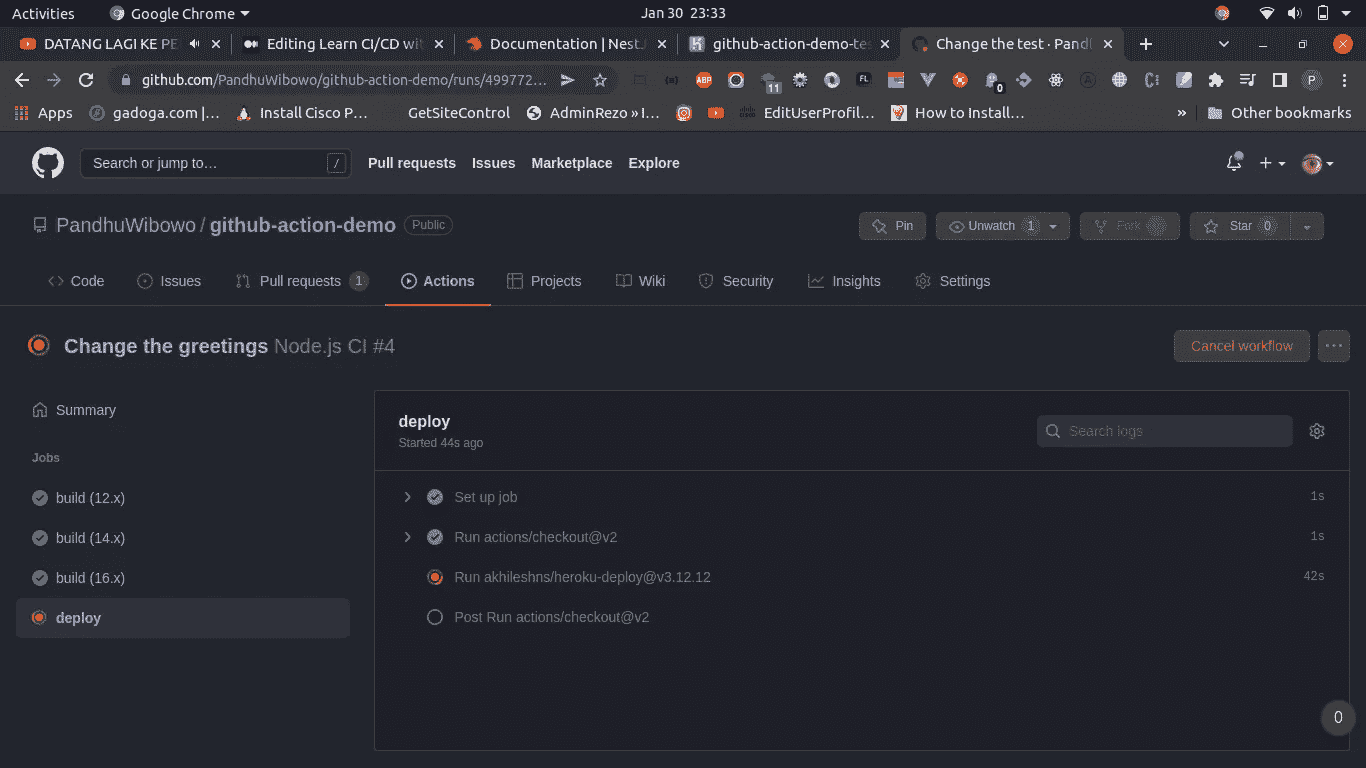 Activities Google Chrome Jan 30 23:33
DATANG LAGI KE PE Editing Learn CI/CD wit Documentation | NestJ github-action-demo-te Change the test · Pandh
github.com/PandhuWibowo/github-action-demo/runs/499772... ABP 11 FL 0 P
Apps gadoga.com |... Install Cisco P... GetSiteControl AdminRezo » I... EditUserProfil... How to Install... » Other bookmarks
Search or jump to... / Pull requests Issues Marketplace Explore
PandhuWibowo / github-action-demo Public Pin Unwatch 1 Fork Star 0
Code Issues Pull requests 1 Actions Projects Wiki Security Insights Settings
Change the greetings Node.js CI #4 Cancel workflow
Summary
Jobs
build (12.x)
build (14.x)
build (16.x)
deploy
deploy
Started 44s ago
Search logs
Set up job 1s
Run actions/checkout@v2 1s
Run akhileshns/heroku-deploy@v3.12.12 42s
Post Run actions/checkout@v2
0